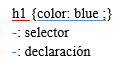 h1 {color: blue ;}
-: selector
-: declaración